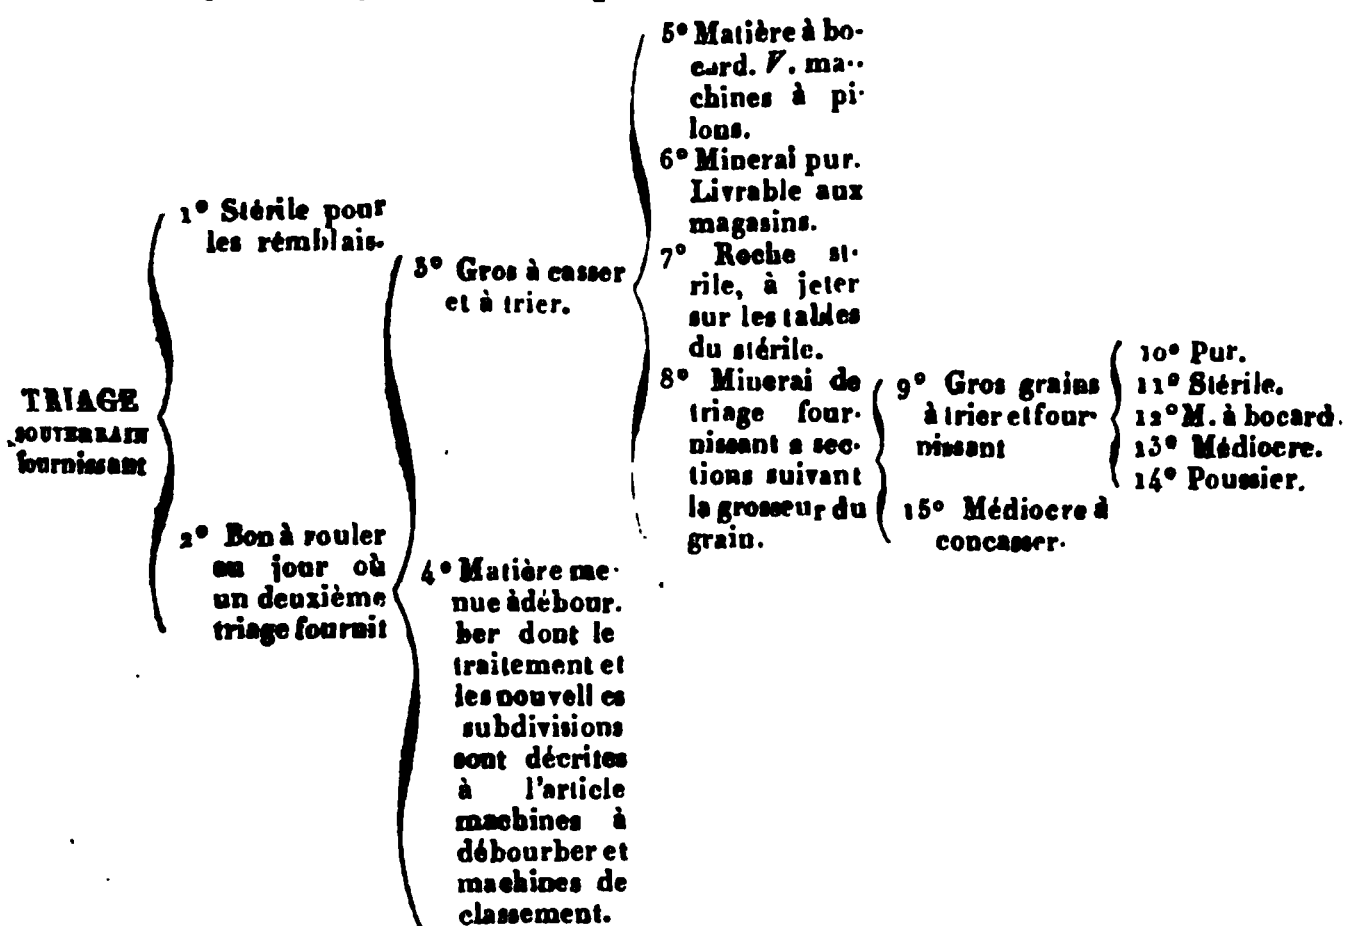 TRIAGE
SOUTERRAIN
fournissant
1° Stérile pour
les rémblais.
2° Bon à rouler
au jour où
un deuxième
triage fournit
3° Gros à casser
et à trier.
4° Matière me-
nue à débour.
ber dont le
traitement et
les nouvell es
subdivisions
sont décrites
à l'article
machines à
débourber et
machines de
classement.
5° Matière à bo-
card. V. ma-
chines à pi-
lons.
6° Minerai pur.
Livrable aux
magasins.
7° Roche st-
rile, à jeter
sur les tables
du stérile.
8° Minerai de
triage four-
nissant 2 sec-
tions suivant
la grosseur du
grain.
9° Gros grains
à trier et four-
nissant
10° Pur.
11° Stérile.
12° M. à bocard.
13° Médiocre.
14° Poussier.
15° Médiocre à
concasser.